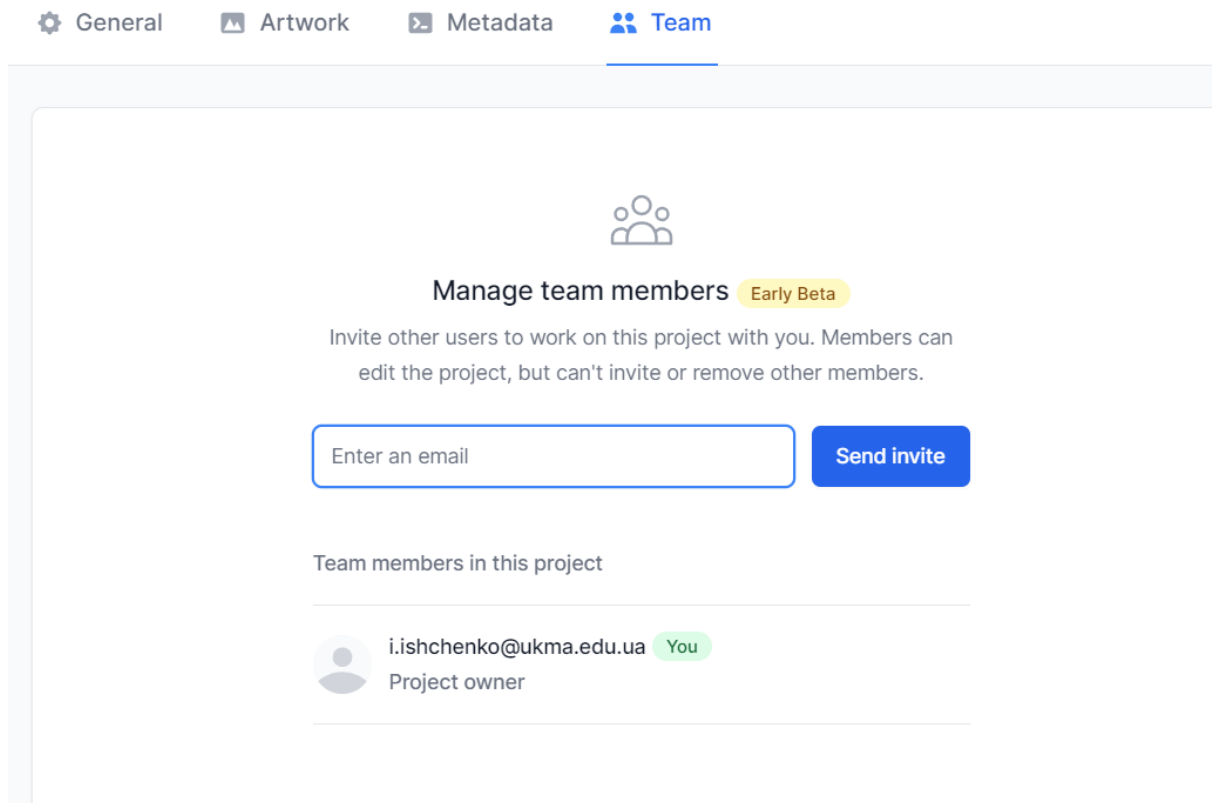 General Artwork Metadata Team
Manage team members Early Beta
Invite other users to work on this project with you. Members can
edit the project, but can't invite or remove other members.
Enter an email Send invite
Team members in this project
i.ishchenko@ukma.edu.ua You
Project owner